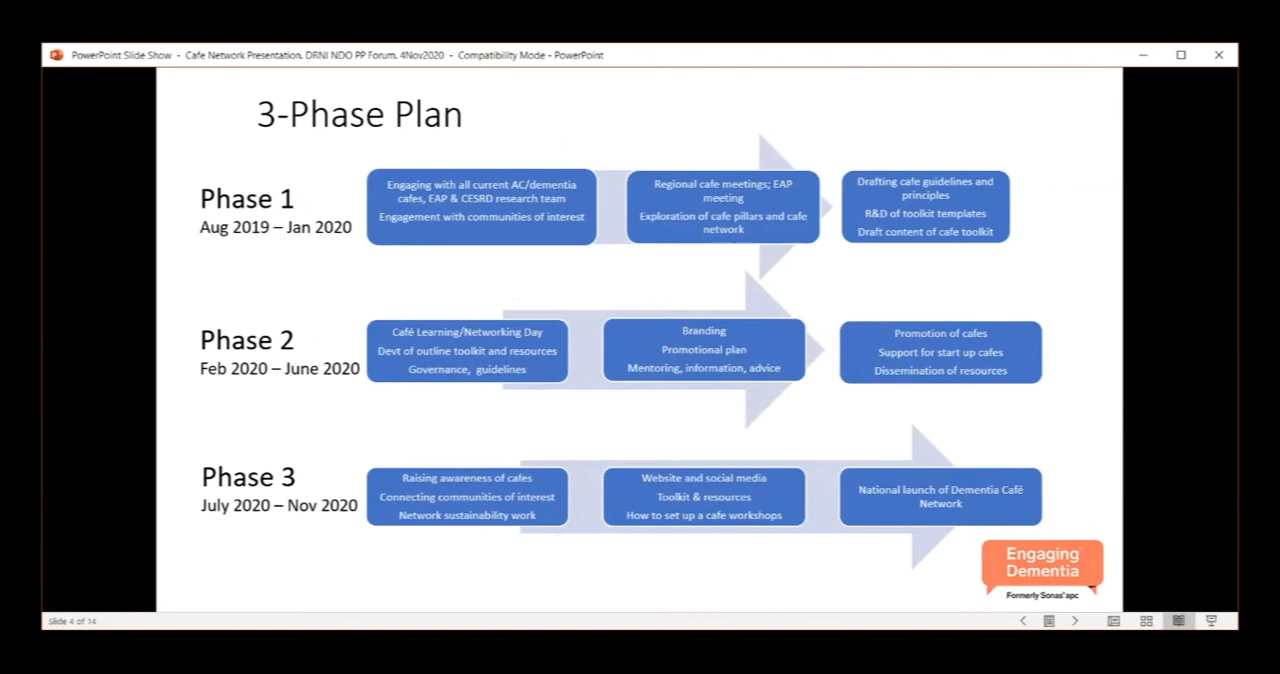 PowerPoint Slide Show - Cafe Network Presentation. DRNI NDO PP Forum. 4Nov2020 - Compatibility Mode - PowerPoint
3-Phase Plan
Phase 1
Aug 2019 – Jan 2020
Engaging with all current AC/dementia
cafes, EAP & CESRD research team
Engagement with communities of interest
Regional cafe meetings; EAP
meeting
Exploration of cafe pillars and cafe
network
Drafting cafe guidelines and
principles
R&D of toolkit templates
Draft content of cafe toolkit
Phase 2
Feb 2020 – June 2020
Café Learning/Networking Day
Devt of outline toolkit and resources
Governance, guidelines
Branding
Promotional plan
Mentoring, information, advice
Promotion of cafes
Support for start up cafes
Dissemination of resources
Phase 3
July 2020 – Nov 2020
Raising awareness of cafes
Connecting communities of interest
Network sustainability work
Website and social media
Toolkit & resources
How to set up a cafe workshops
National launch of Dementia Café
Network
Engaging
Dementia
Formerly Sonas apc
Slide 4 of 14